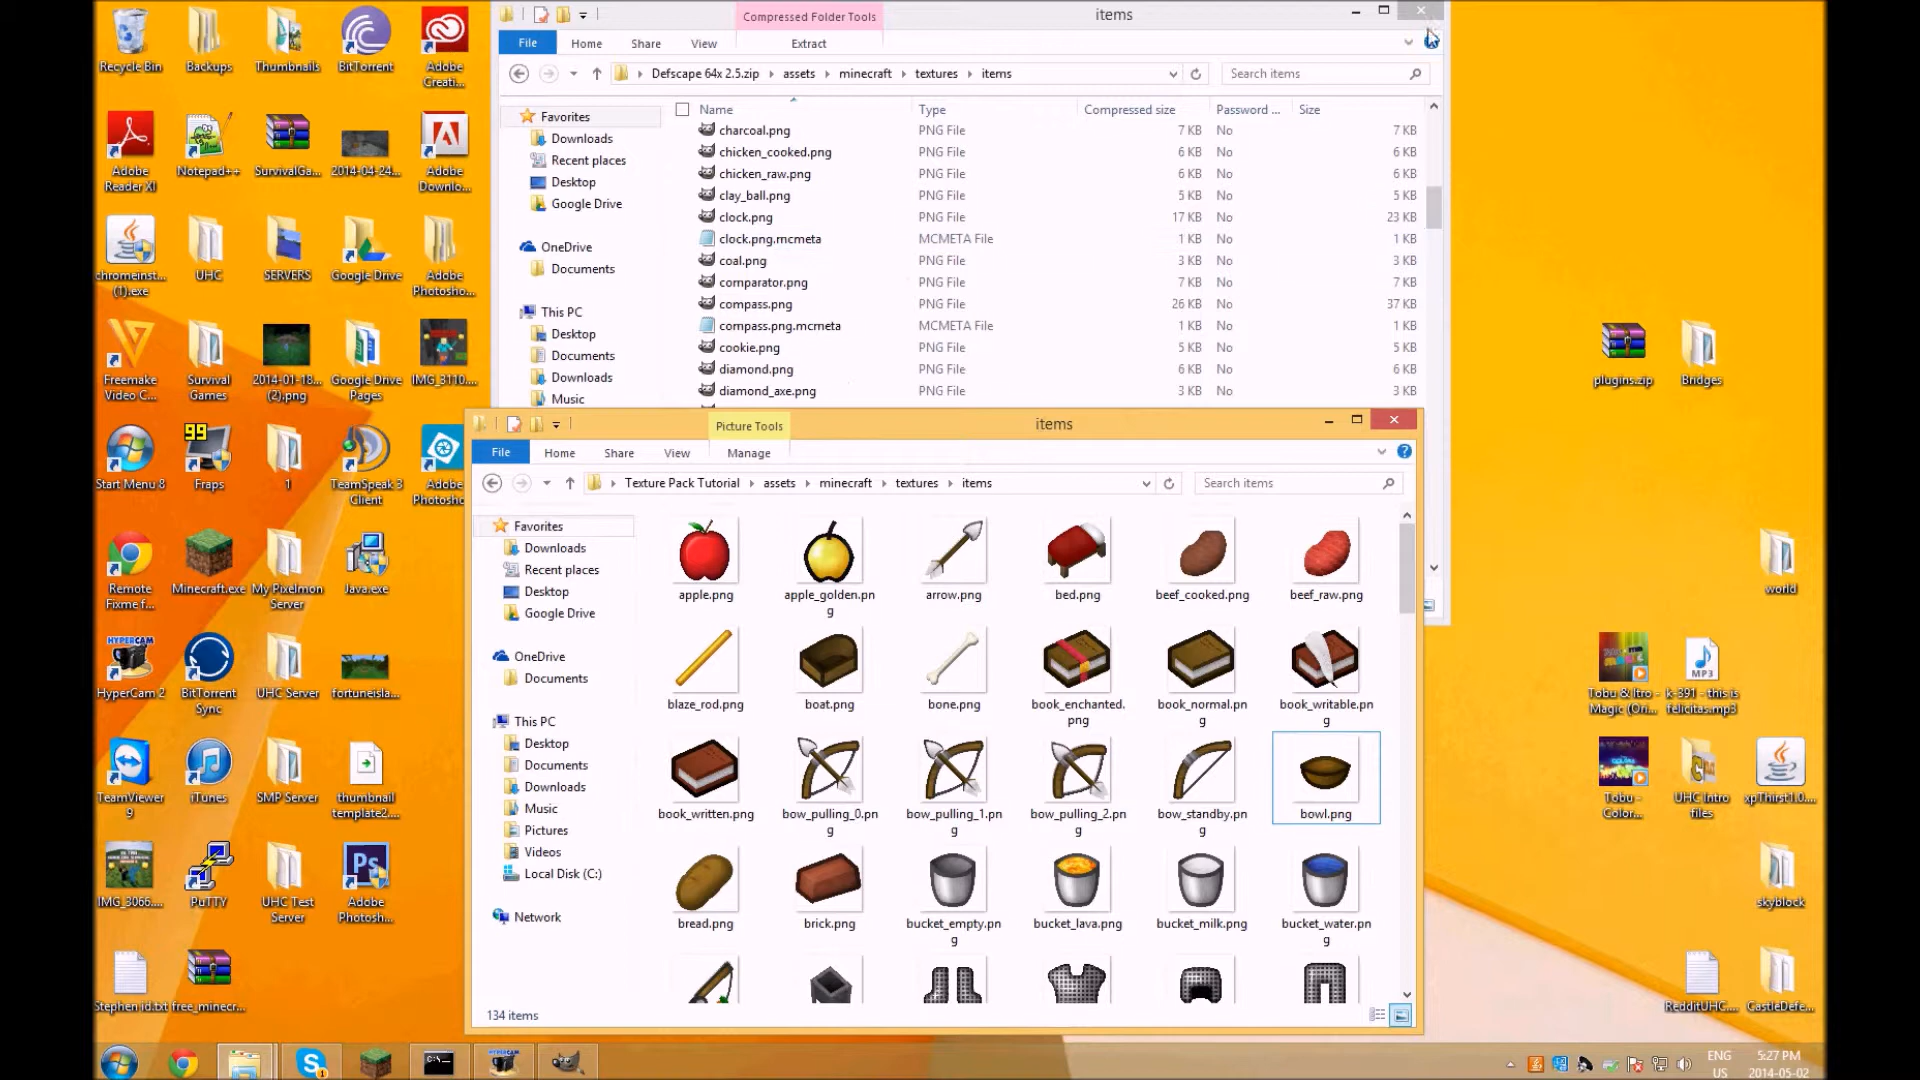 Recycle Bin
Backups
Thumbnails
BitTorrent
Adobe
Creati...
Adobe
Reader XI
Notepad++
SurvivalGa...
2014-04-24...
Adobe
Downlo...
chromeinst...
(1).exe
UHC
SERVERS
Google Drive
Adobe
Photosho...
Freemake
Video C...
Survival
Games
2014-01-18...
(2).png
Google Drive
Pages
IMG_3110....
Start Menu 8
99
Fraps
1
TeamSpeak 3
Client
Adobe
Photosho
Remote
Fixme f...
Minecraft.exe
My Pixelmon
Server
Java.exe
HYPERCAM
HyperCam 2
BitTorrent
Sync
UHC Server
fortuneisla...
TeamViewer
9
iTunes
SMP Server
thumbnail
template2....
IMG_3066....
PuTTY
UHC Test
Server
Ps
Adobe
Photosh...
Stephen id.txt
free_minecr...
Compressed Folder Tools
items
File
Home
Share
View
Extract
Defscape 64x 2.5.zip
assets
minecraft
textures
items
Search items
Favorites
Downloads
Recent places
Desktop
Google Drive
OneDrive
Documents
This PC
Desktop
Documents
Downloads
Music
Name Type Compressed size Password ... Size
charcoal.png PNG File 7 KB No 7 KB
chicken_cooked.png PNG File 6 KB No 6 KB
chicken_raw.png PNG File 6 KB No 6 KB
clay_ball.png PNG File 5 KB No 5 KB
clock.png PNG File 17 KB No 23 KB
clock.png.mcmeta MCMETA File 1 KB No 1 KB
coal.png PNG File 3 KB No 3 KB
comparator.png PNG File 7 KB No 7 KB
compass.png PNG File 26 KB No 37 KB
compass.png.mcmeta MCMETA File 1 KB No 1 KB
cookie.png PNG File 5 KB No 5 KB
diamond.png PNG File 6 KB No 6 KB
diamond_axe.png PNG File 3 KB No 3 KB
Picture Tools
items
File
Home
Share
View
Manage
Texture Pack Tutorial
assets
minecraft
textures
items
Search items
Favorites
Downloads
Recent places
Desktop
Google Drive
OneDrive
Documents
This PC
Desktop
Documents
Downloads
Music
Pictures
Videos
Local Disk (C:)
Network
apple.png
apple_golden.pn
g
arrow.png
bed.png
beef_cooked.png
beef_raw.png
blaze_rod.png
boat.png
bone.png
book_enchanted.
png
book_normal.pn
g
book_writable.pn
g
book_written.png
bow_pulling_0.pn
g
bow_pulling_1.pn
g
bow_pulling_2.pn
g
bow_standby.pn
g
bowl.png
bread.png
brick.png
bucket_empty.pn
g
bucket_lava.png
bucket_milk.png
bucket_water.pn
g
134 items
plugins.zip
Bridges
world
Tobu & Itro -
Magic (Ori...
MP3
k-391 - this is
felicitas.mp3
Tobu -
Color...
UHC Intro
files
xpThirst1.0....
skyblock
RedditUHC....
CastleDefe...
ENG
US
5:27 PM
2014-05-02